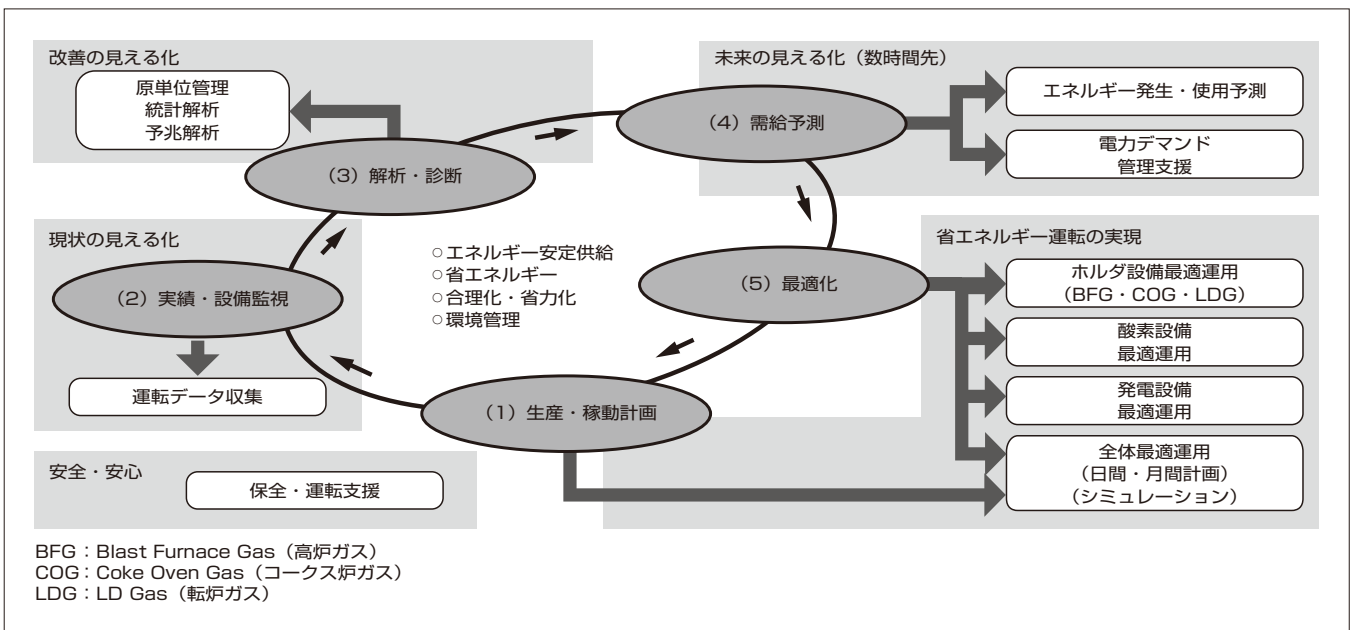 改善の見える化
原単位管理
統計解析
予兆解析
(3)解析・診断
未来の見える化(数時間先)
(4)需給予測
エネルギー発生・使用予測
電力デマンド
管理支援
現状の見える化
(2)実績・設備監視
運転データ収集
○エネルギー安定供給
○省エネルギー
○合理化・省力化
○環境管理
(5)最適化
省エネルギー運転の実現
ホルダ設備最適運用
(BFG・COG・LDG)
酸素設備
最適運用
発電設備
最適運用
全体最適運用
(日間・月間計画)
(シミュレーション)
(1)生産・稼動計画
安全・安心
保全・運転支援
BFG:Blast Furnace Gas(高炉ガス)
COG:Coke Oven Gas(コークス炉ガス)
LDG:LD Gas(転炉ガス)